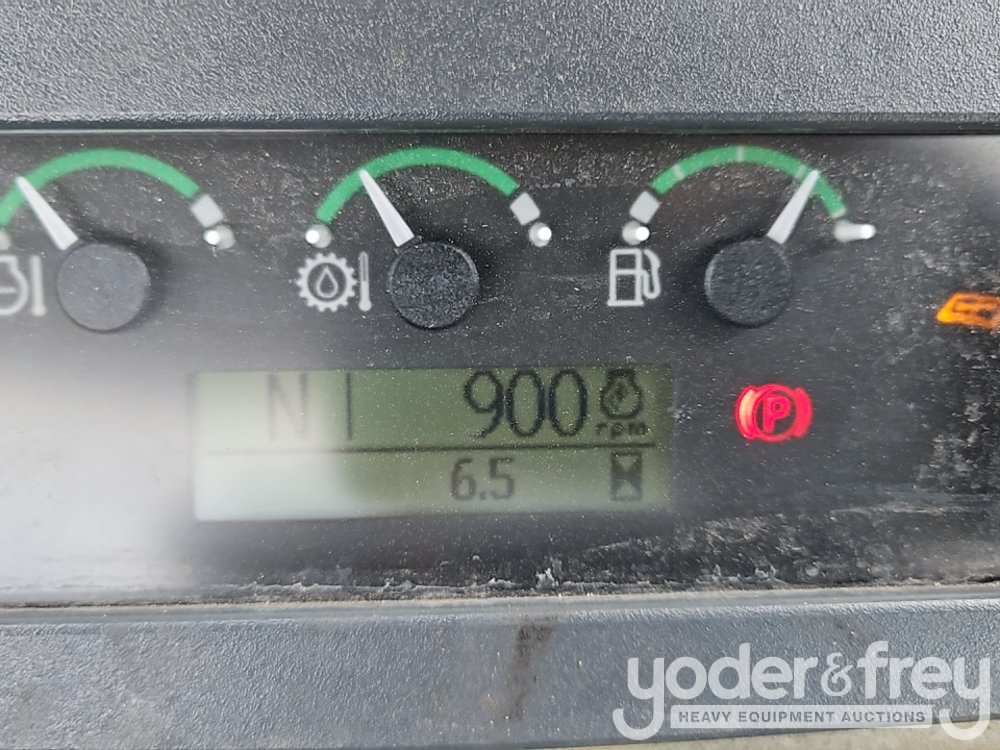 N 900 rpm
6.5
P
yoder&frey
HEAVY EQUIPMENT AUCTIONS